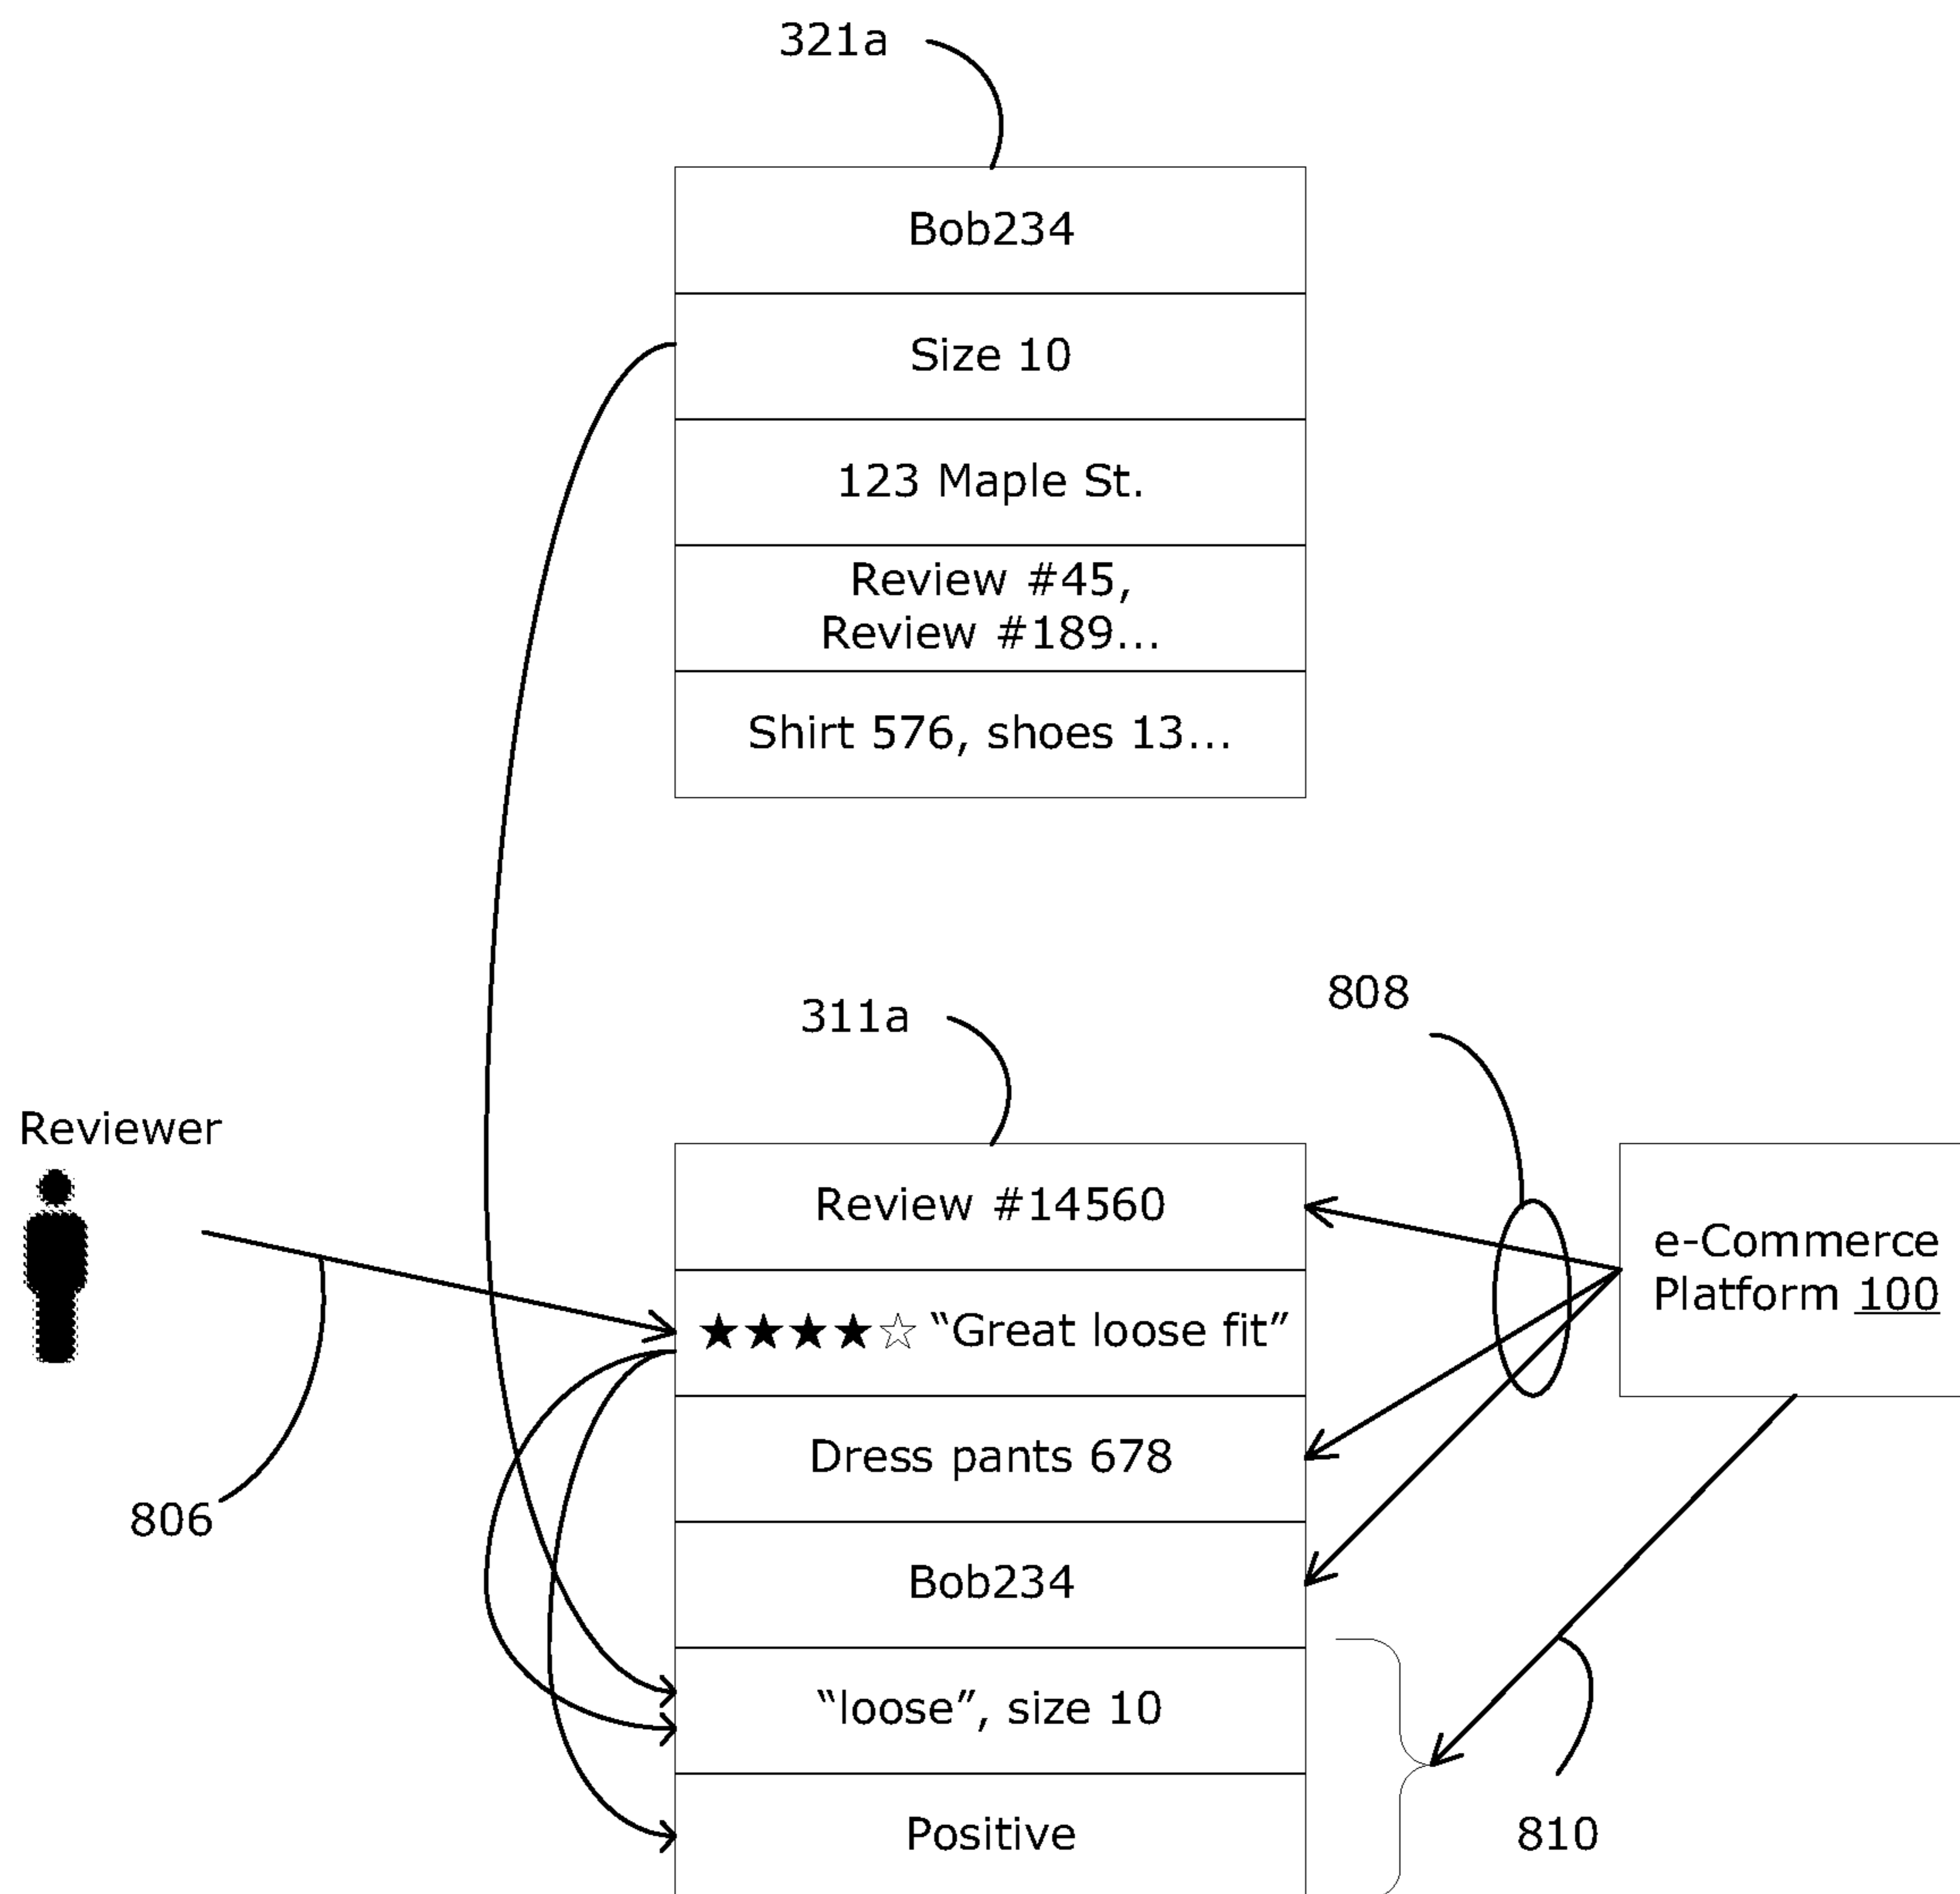 321a
Bob234
Size 10
123 Maple St.
Review #45,
Review #189...
Shirt 576, shoes 13...
808
311a
Reviewer
Review #14560
e-Commerce
Platform 100
★★★★☆ “Great loose fit”
Dress pants 678
806
Bob234
“loose”, size 10
Positive
810